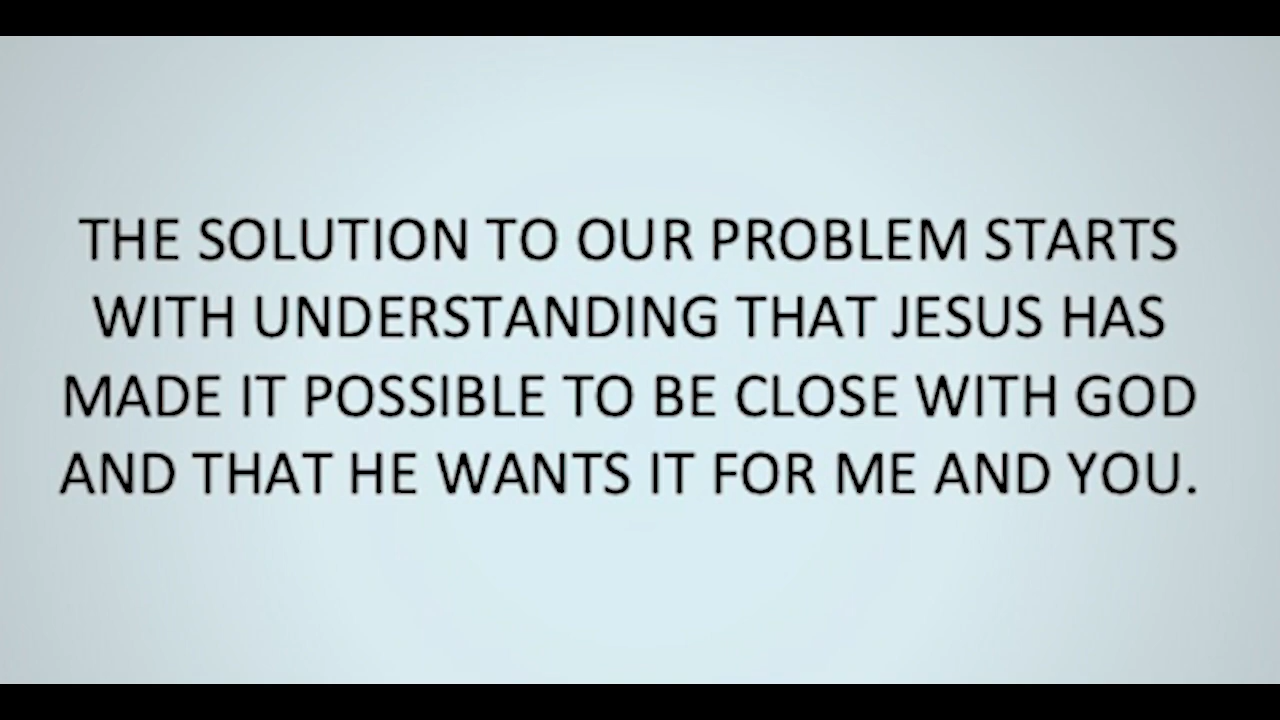 THE SOLUTION TO OUR PROBLEM STARTS
WITH UNDERSTANDING THAT JESUS HAS
MADE IT POSSIBLE TO BE CLOSE WITH GOD
AND THAT HE WANTS IT FOR ME AND YOU.